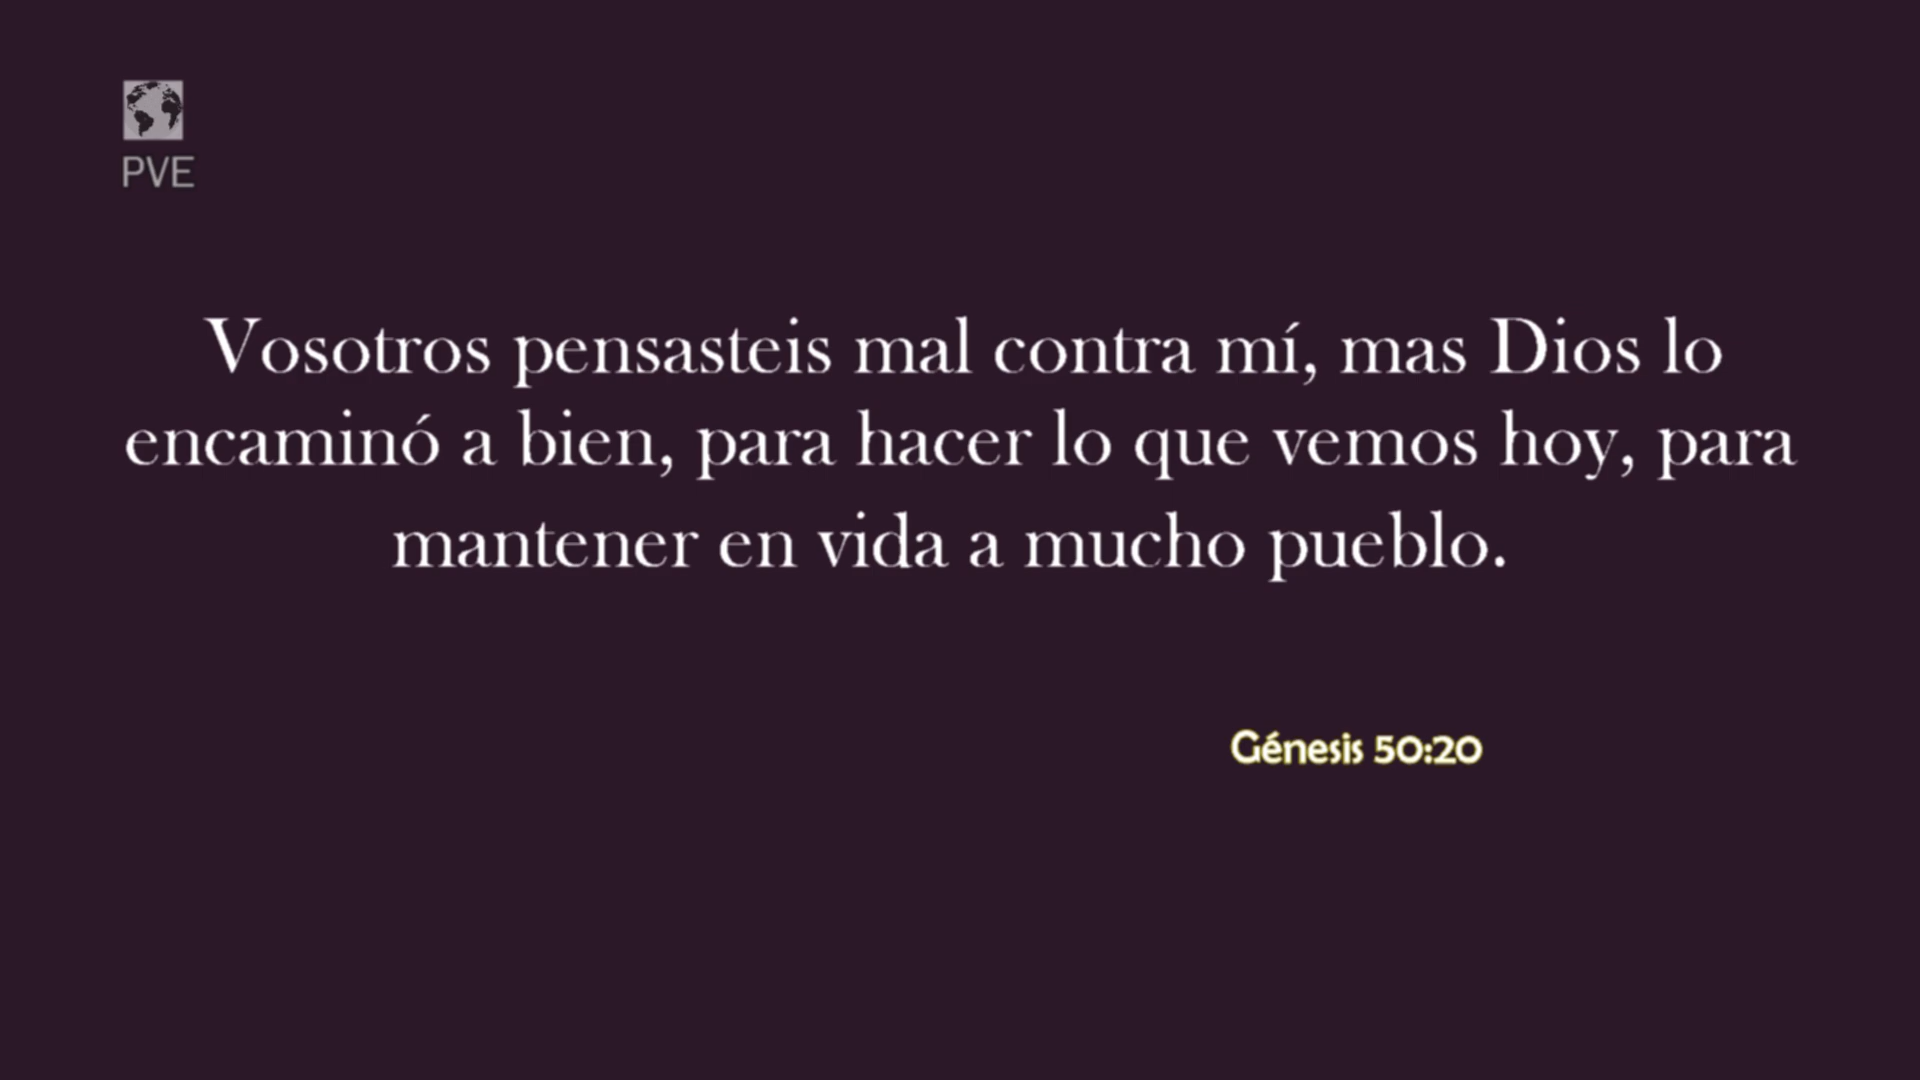 PVE
Vosotros pensasteis mal contra mí, mas Dios lo
encaminó a bien, para hacer lo que vemos hoy, para
mantener en vida a mucho pueblo.
Génesis 50:20